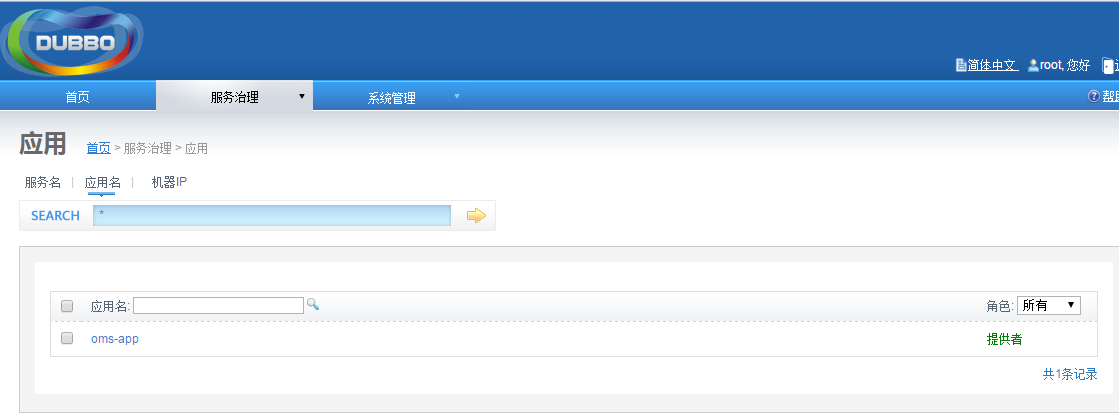 DUBBO
简体中文 root, 您好
首页 服务治理 系统管理
应用 首页 > 服务治理 > 应用
服务名 | 应用名 | 机器IP
SEARCH *
应用名: 角色: 所有
oms-app 提供者
共1条记录